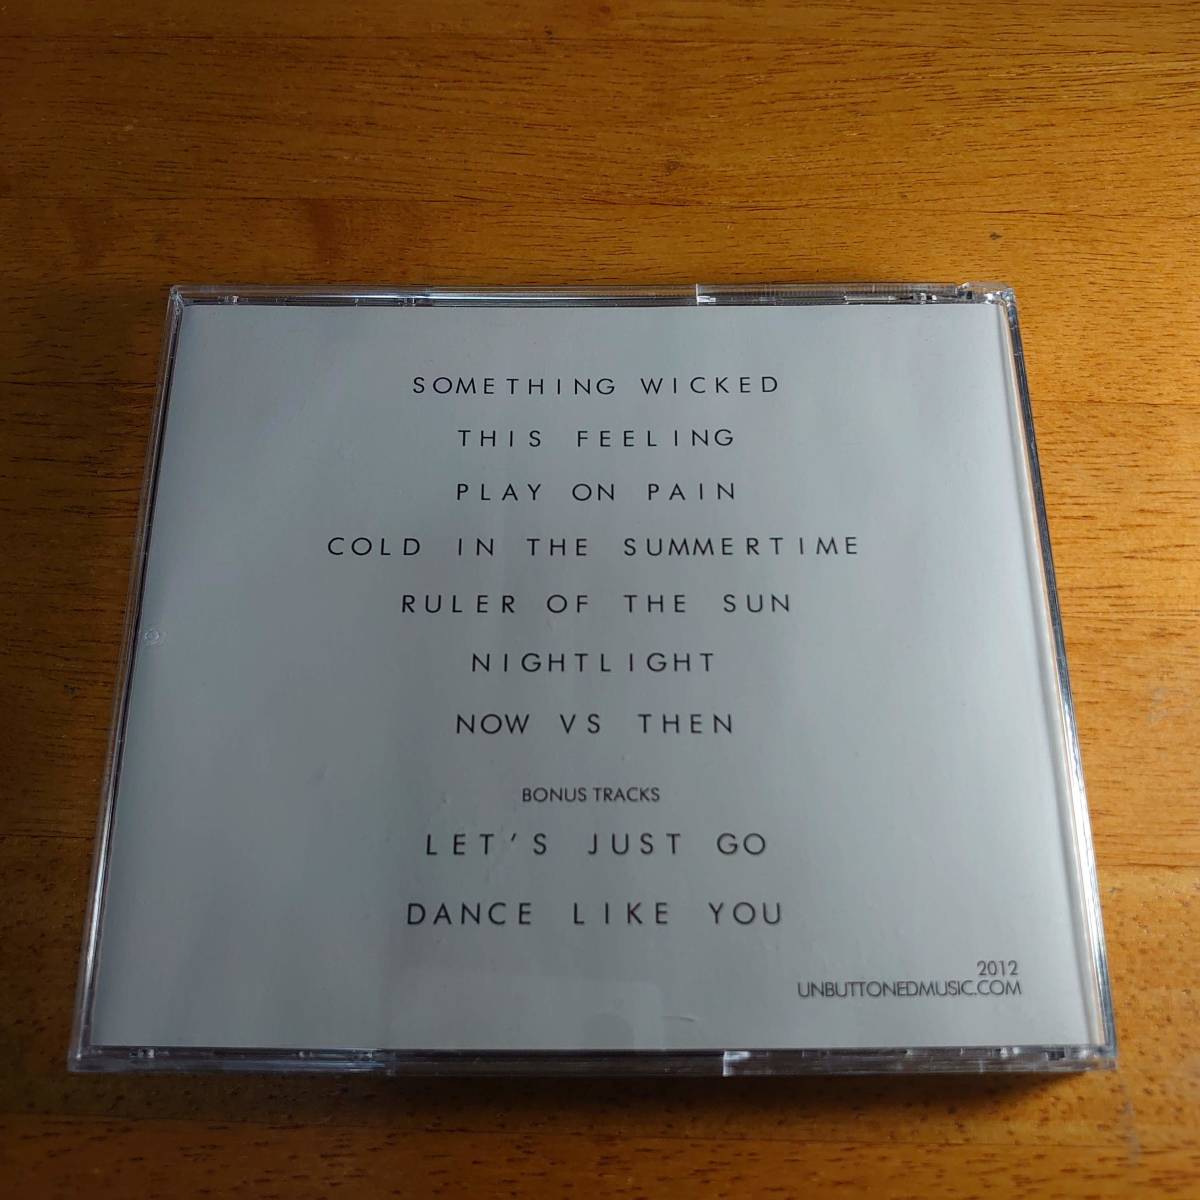 SOMETHING WICKED
THIS FEELING
PLAY ON PAIN
COLD IN THE SUMMERTIME
RULER OF THE SUN
NIGHTLIGHT
NOW VS THEN
BONUS TRACKS
LET'S JUST GO
DANCE LIKE YOU
2012
UNBUTTONEDMUSIC.COM